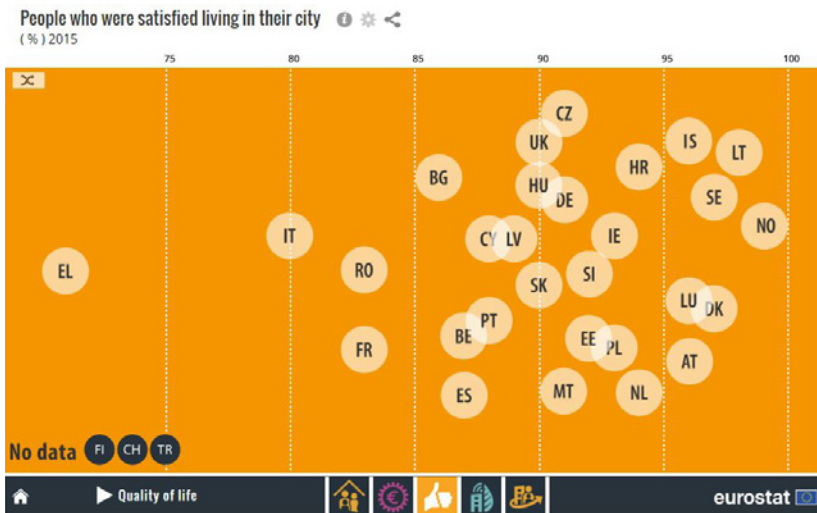 People who were satisfied living in their city
( % ) 2015
75 80 85 90 95 100
CZ
UK IS
LT
HR
BG
HU
DE SE
NO
IT CY LV IE
EL RO SI
SK
LU DK
PT
BE EE
FR PL
AT
ES MT NL
No data FI CH TR
Quality of life eurostat